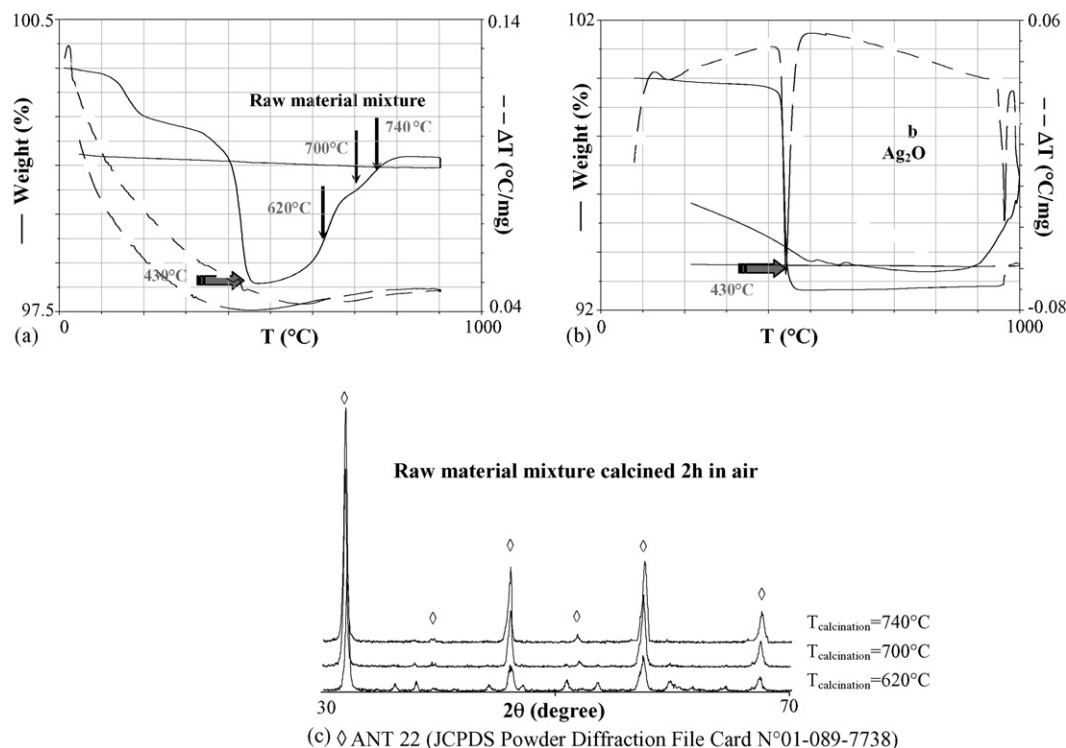 100.5
0.14
— Weight (%)
Raw material mixture
740°C
700°C
620°C
430°C
-- ΔT (°C/mg)
97.5
0.04
0
1000
(a)
T (°C)
102
0.06
— Weight (%)
b
Ag₂O
430°C
-- ΔT (°C/mg)
92
-0.08
0
1000
(b)
T (°C)
◊
Raw material mixture calcined 2h in air
◊
◊
◊
◊
◊
T calcination=740°C
T calcination=700°C
T calcination=620°C
30
2θ (degree)
70
(c) ◊ ANT 22 (JCPDS Powder Diffraction File Card N°01-089-7738)